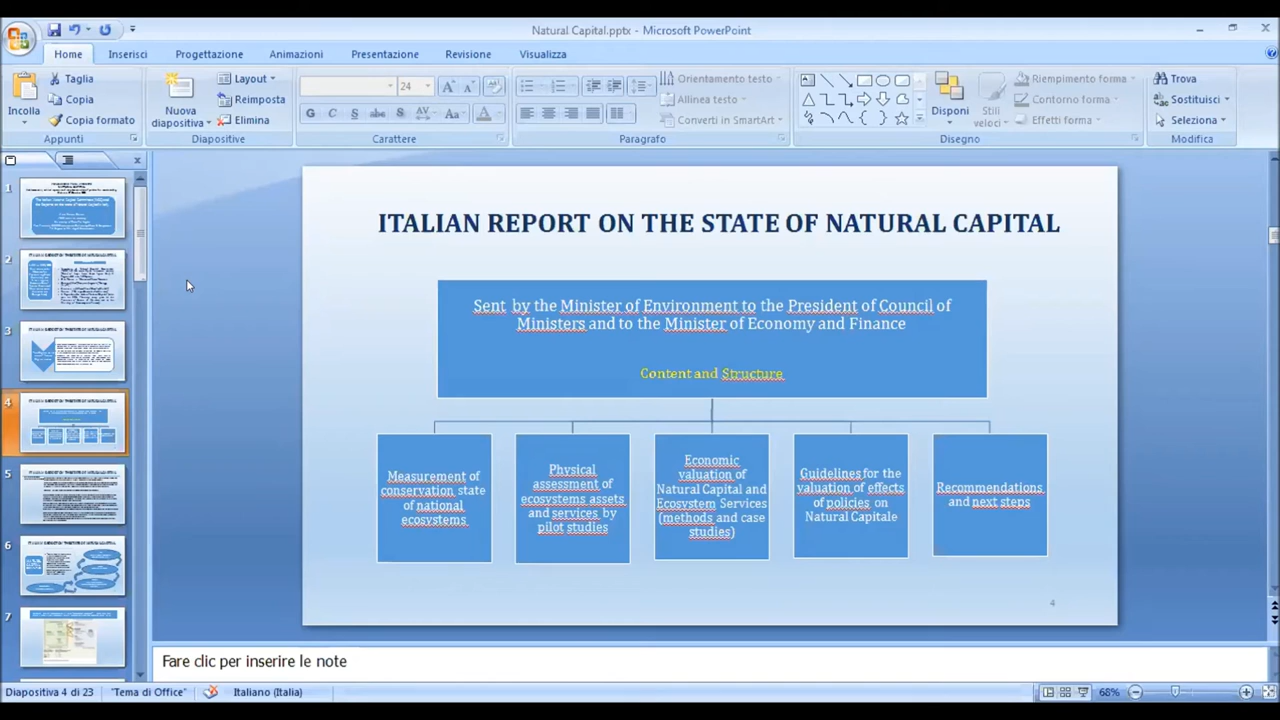 Natural Capital.pptx - Microsoft PowerPoint
Home Inserisci Progettazione Animazioni Presentazione Revisione Visualizza
Incolla
Taglia
Copia
Copia formato
Appunti
Nuova
diapositiva
Layout
Reimposta
Elimina
Diapositive
24
Carattere
Orientamento testo
Allinea testo
Converti in SmartArt
Paragrafo
Disponi
Stili
veloci
Riempimento forma
Contorno forma
Effetti forma
Disegno
Trova
Sostituisci
Seleziona
Modifica
1
2
3
4
5
6
7
ITALIAN REPORT ON THE STATE OF NATURAL CAPITAL
Sent by the Minister of Environment to the President of Council of
Ministers and to the Minister of Economy and Finance
Content and Structure
Measurement of
conservation state
of national
ecosystems
Physical
assessment of
ecosystems assets
and services by
pilot studies
Economic
valuation of
Natural Capital and
Ecosystem Services
(methods and case
studies)
Guidelines for the
valuation of effects
of policies on
Natural Capitale
Recommendations
and next steps
4
Fare clic per inserire le note
Diapositiva 4 di 23 "Tema di Office" Italiano (Italia) 68%